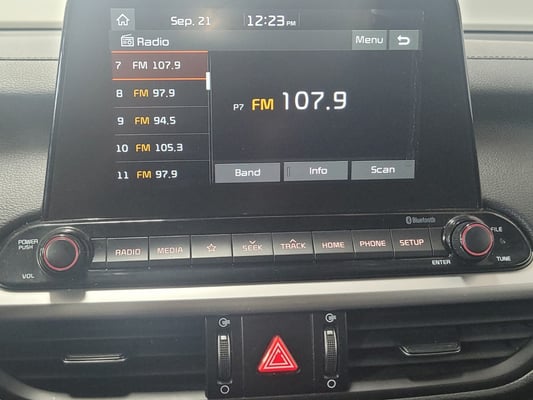 Sep. 21 12:23 PM
Radio Menu
7 FM 107.9
8 FM 97.9
9 FM 94.5
10 FM 105.3
11 FM 97.9
P7 FM 107.9
Band Info Scan
Bluetooth
POWER
PUSH
VOL
RADIO MEDIA SEEK TRACK HOME PHONE SETUP
FILE
TUNE
ENTER